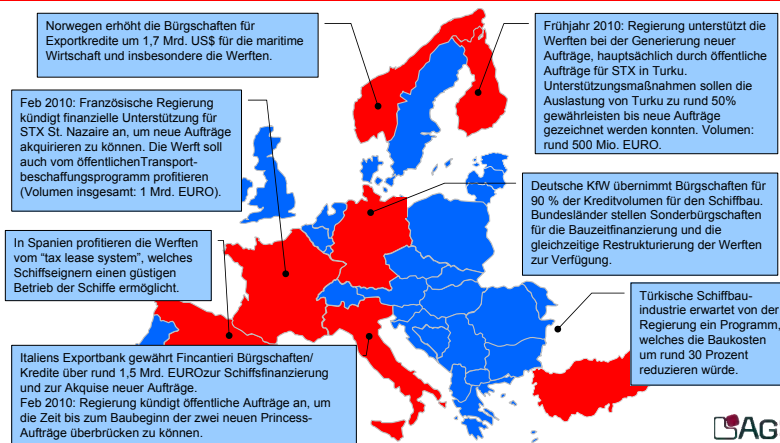 Norwegen erhöht die Bürgschaften für
Exportkredite um 1,7 Mrd. US$ für die maritime
Wirtschaft und insbesondere die Werften.
Frühjahr 2010: Regierung unterstützt die
Werften bei der Generierung neuer
Aufträge, hauptsächlich durch öffentliche
Aufträge für STX in Turku.
Unterstützungsmaßnahmen sollen die
Auslastung von Turku zu rund 50%
gewährleisten bis neue Aufträge
gezeichnet werden konnten. Volumen:
rund 500 Mio. EURO.
Feb 2010: Französische Regierung
kündigt finanzielle Unterstützung für
STX St. Nazaire an, um neue Aufträge
akquirieren zu können. Die Werft soll
auch vom öffentlichenTransport-
beschaffungsprogramm profitieren
(Volumen insgesamt: 1 Mrd. EURO).
Deutsche KfW übernimmt Bürgschaften für
90 % der Kreditvolumen für den Schiffbau.
Bundesländer stellen Sonderbürgschaften
für die Bauzeitfinanzierung und die
gleichzeitige Restrukturierung der Werften
zur Verfügung.
In Spanien profitieren die Werften
vom "tax lease system", welches
Schiffseignern einen güstigen
Betrieb der Schiffe ermöglicht.
Türkische Schiffbau-
industrie erwartet von der
Regierung ein Programm,
welches die Baukosten
um rund 30 Prozent
reduzieren würde.
Italiens Exportbank gewährt Fincantieri Bürgschaften/
Kredite über rund 1,5 Mrd. EUROzur Schiffsfinanzierung
und zur Akquise neuer Aufträge.
Feb 2010: Regierung kündigt öffentliche Aufträge an, um
die Zeit bis zum Baubeginn der zwei neuen Princess-
Aufträge überbrücken zu können.
AG